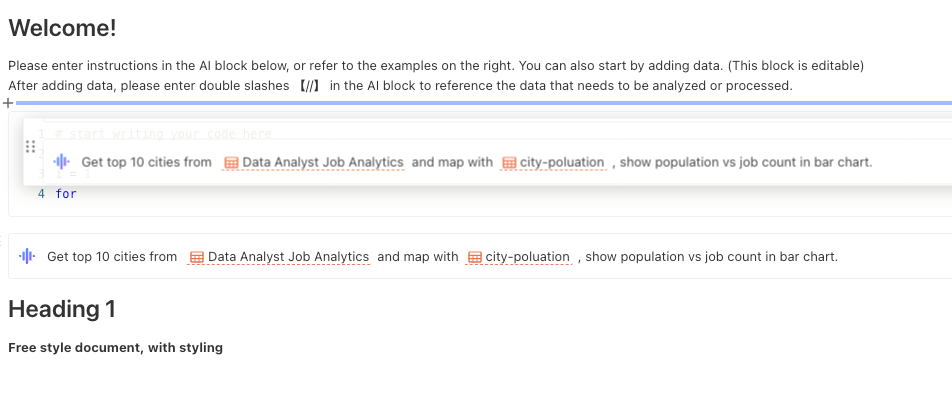 Welcome!
Please enter instructions in the AI block below, or refer to the examples on the right. You can also start by adding data. (This block is editable)
After adding data, please enter double slashes 【//】 in the AI block to reference the data that needs to be analyzed or processed.
1 # start writing your code here
Get top 10 cities from Data Analyst Job Analytics and map with city-poluation , show population vs job count in bar chart.
3 i = 1
4 for
Get top 10 cities from Data Analyst Job Analytics and map with city-poluation , show population vs job count in bar chart.
Heading 1
Free style document, with styling